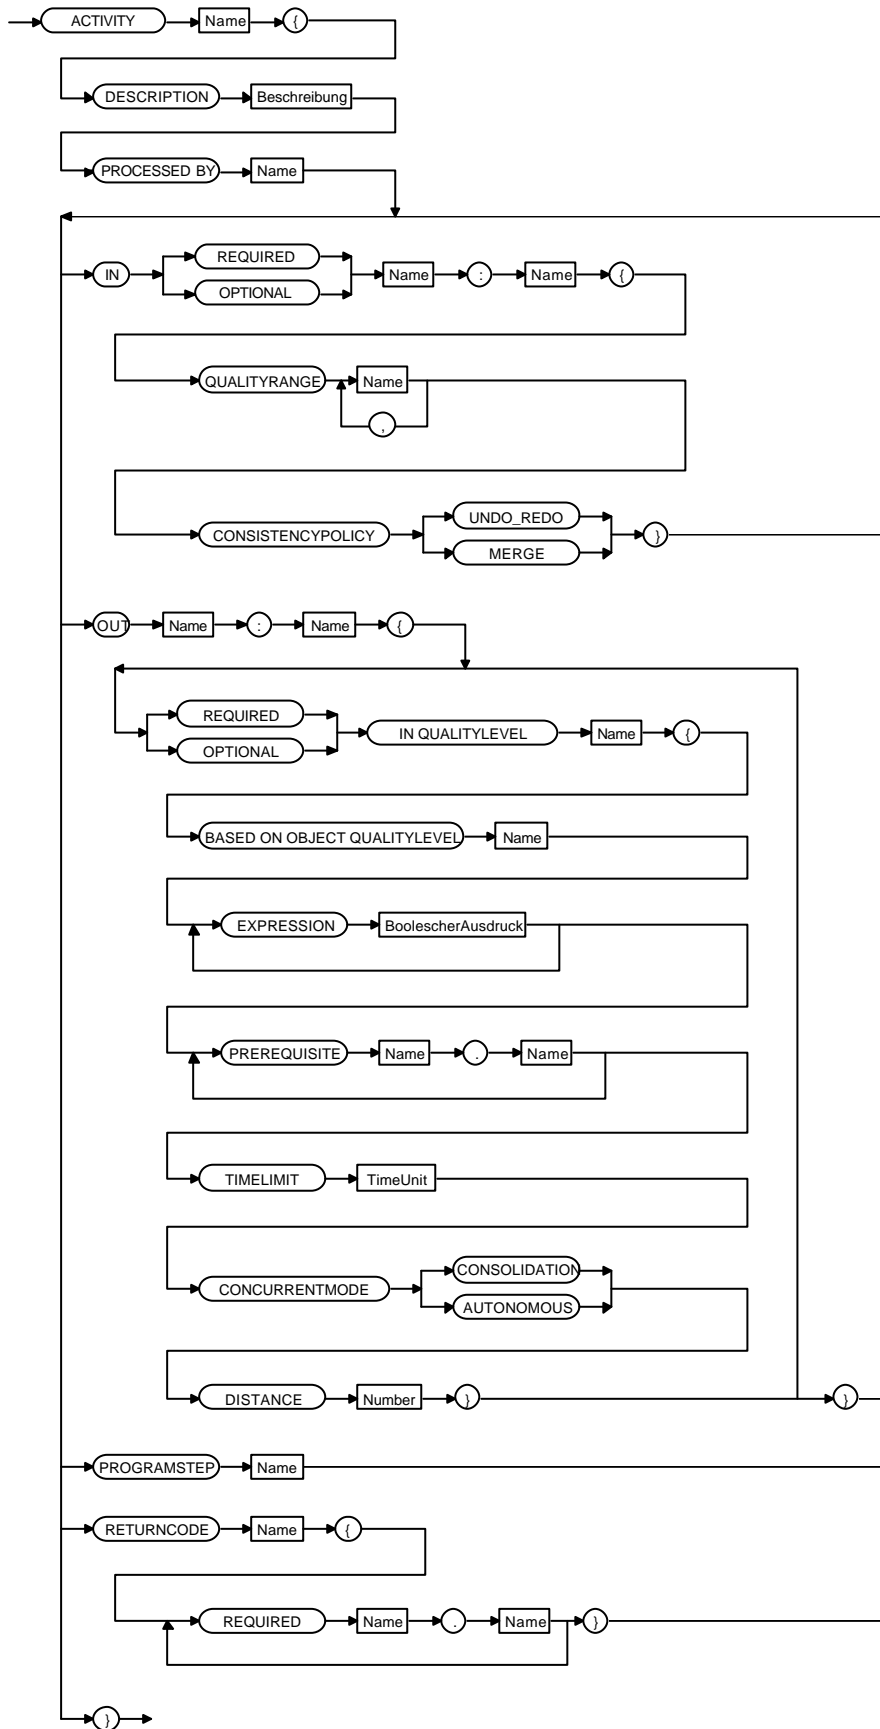 ACTIVITY Name {
DESCRIPTION Beschreibung
PROCESSED BY Name
REQUIRED
IN Name : Name {
OPTIONAL
QUALITYRANGE Name
,
UNDO_REDO
CONSISTENCYPOLICY }
MERGE
OUT Name : Name {
REQUIRED
IN QUALITYLEVEL Name {
OPTIONAL
BASED ON OBJECT QUALITYLEVEL Name
EXPRESSION BoolescherAusdruck
PREREQUISITE Name . Name
TIMELIMIT TimeUnit
CONSOLIDATION
CONCURRENTMODE
AUTONOMOUS
DISTANCE Number } }
PROGRAMSTEP Name
RETURNCODE Name {
REQUIRED Name . Name }
}